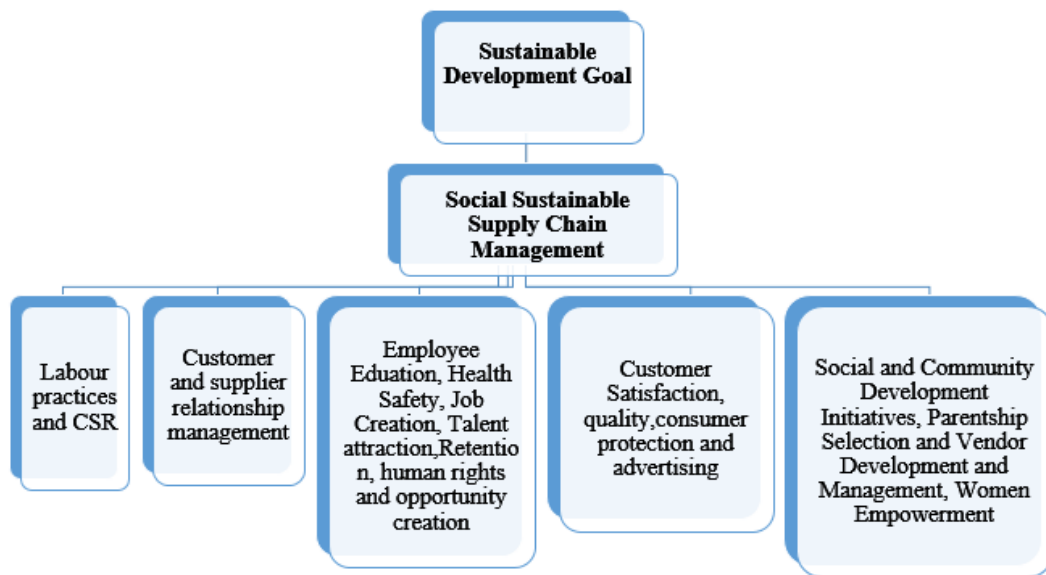 Sustainable
Development Goal
Social Sustainable
Supply Chain
Management
Labour
practices
and CSR
Customer
and supplier
relationship
management
Employee
Eduation, Health
Safety, Job
Creation, Talent
attraction,Retentio
n, human rights
and opportunity
creation
Customer
Satisfaction,
quality,consumer
protection and
advertising
Social and Community
Development
Initiatives, Parentship
Selection and Vendor
Development and
Management, Women
Empowerment